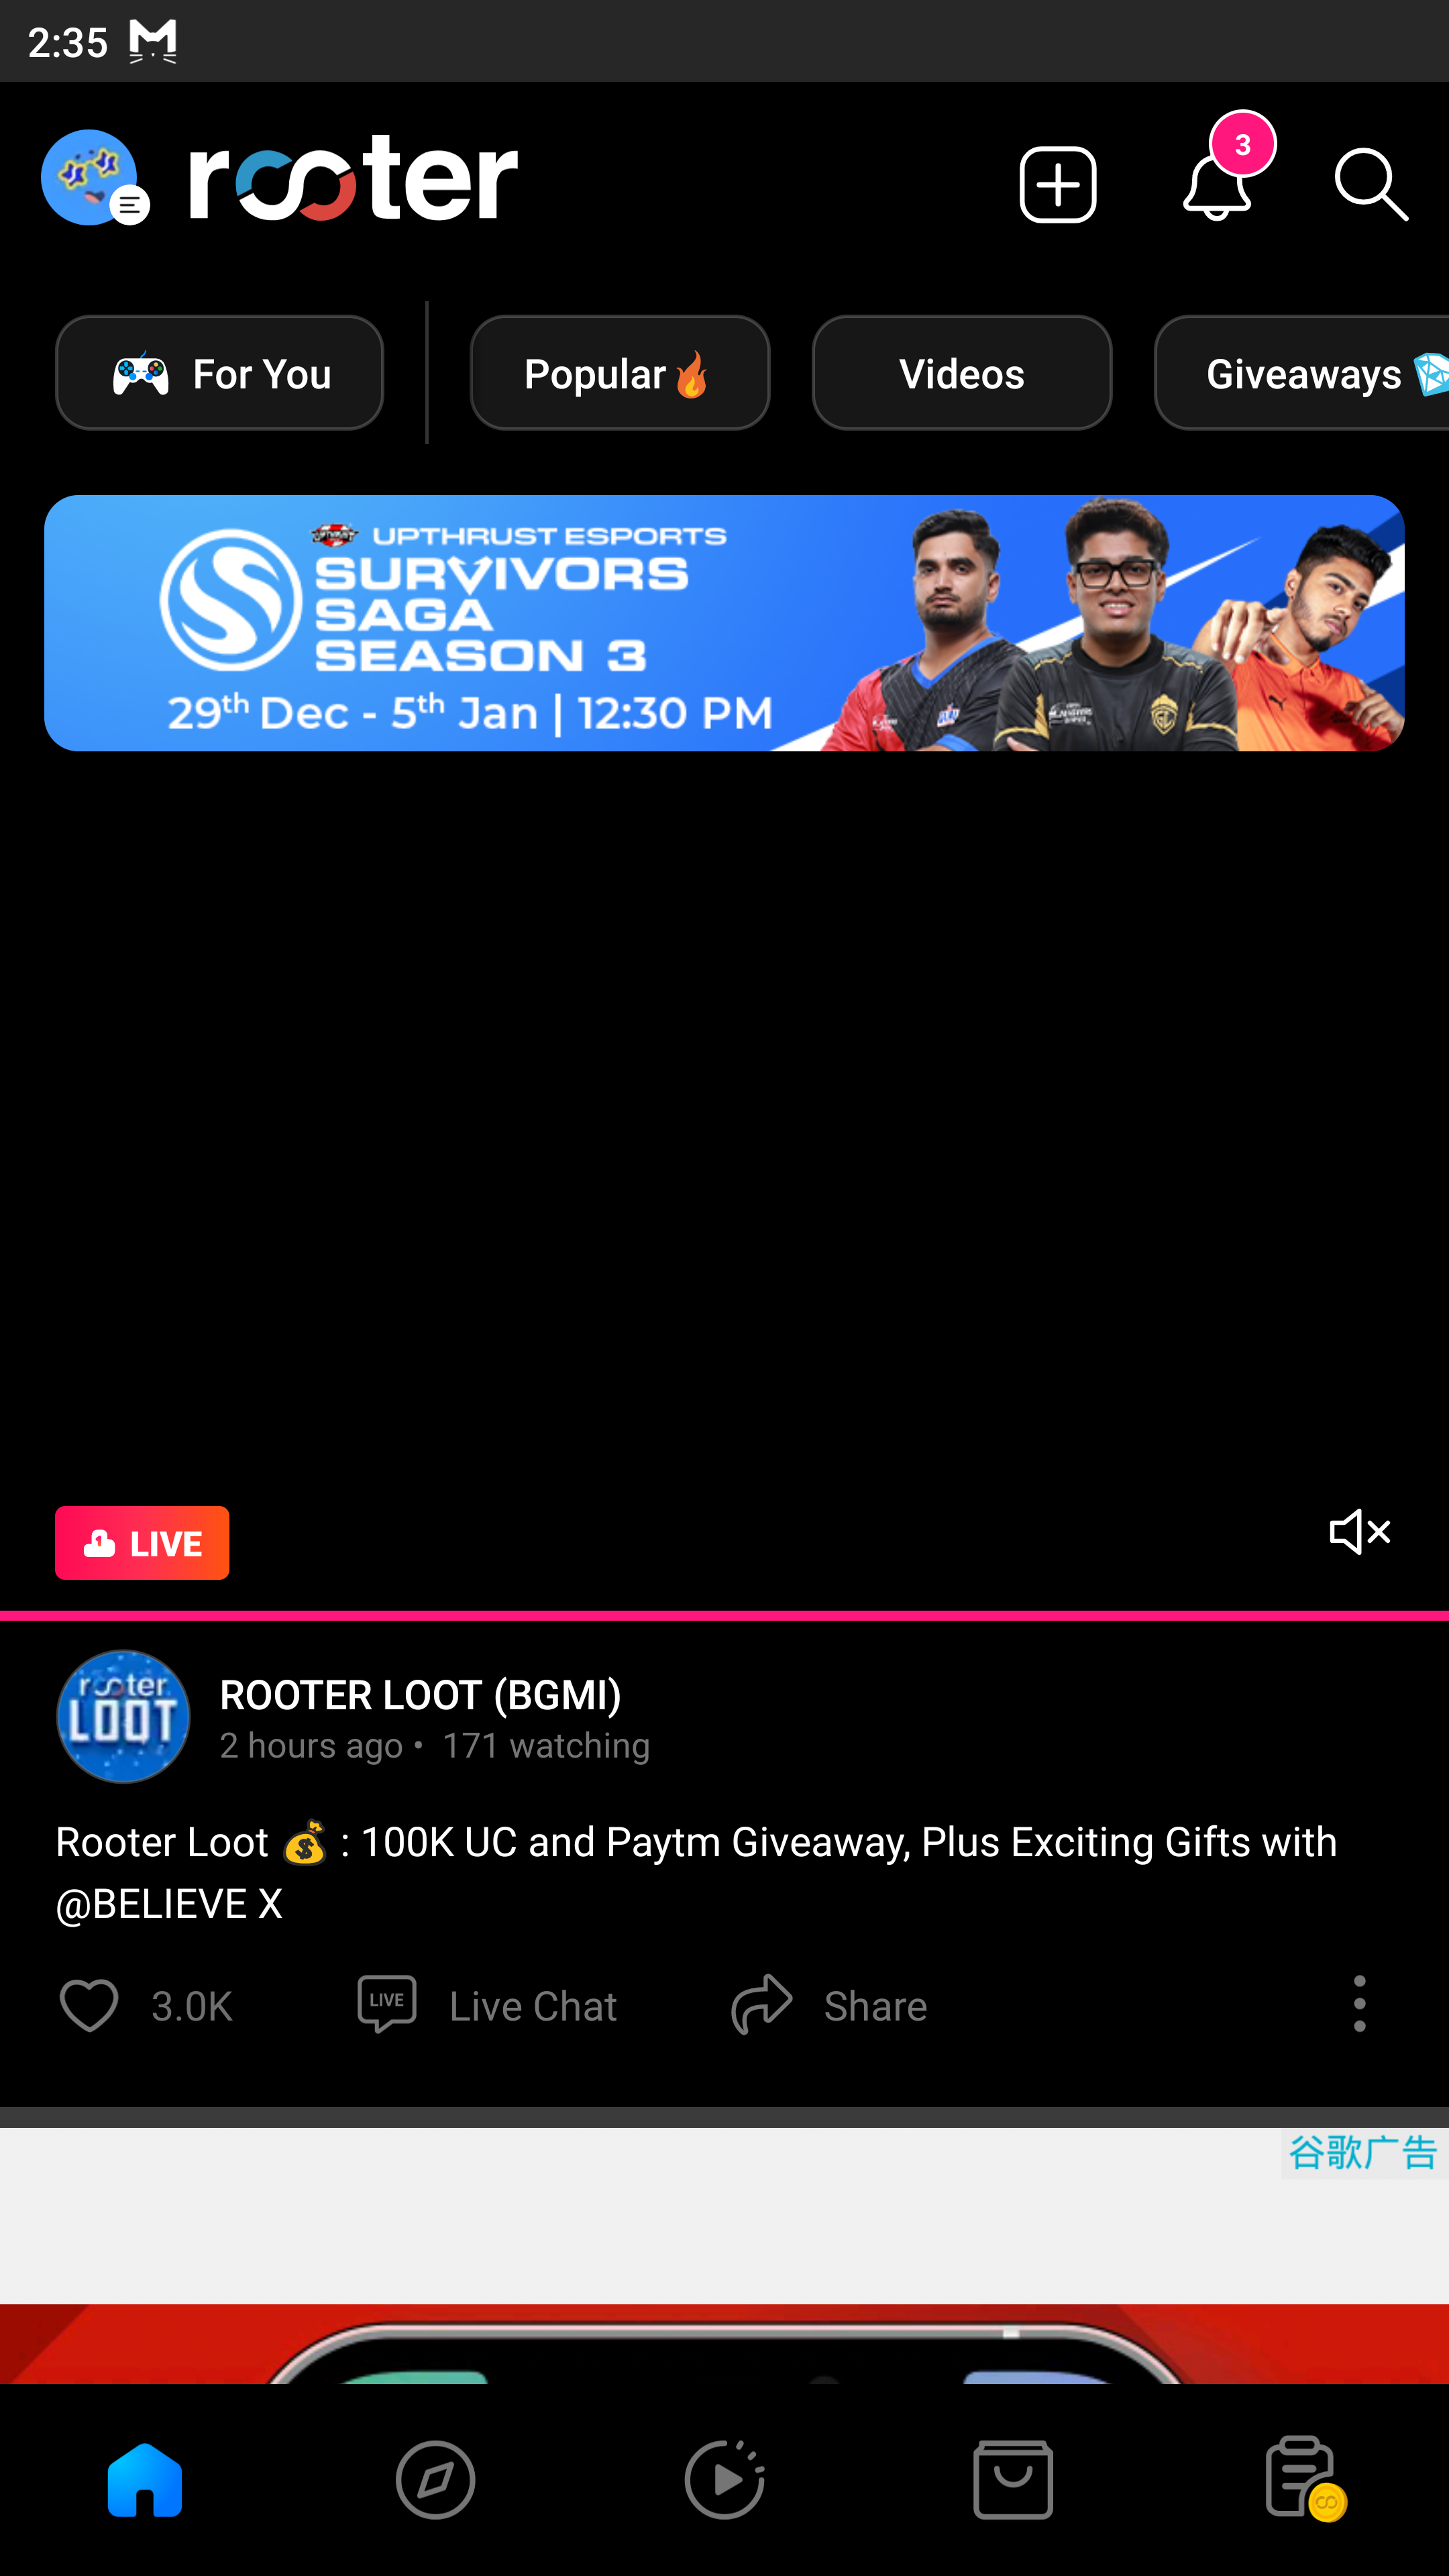 2:35
rooter
3
For You
Popular🔥
Videos
Giveaways 💎
UPTHRUST
UPTHRUST ESPORTS
SURVIVORS
SAGA
SEASON 3
29th Dec - 5th Jan | 12:30 PM
1 LIVE
rooter
LOOT
ROOTER LOOT (BGMI)
2 hours ago • 171 watching
Rooter Loot 💰 : 100K UC and Paytm Giveaway, Plus Exciting Gifts with
@BELIEVE X
3.0K
LIVE
Live Chat
Share
谷歌广告